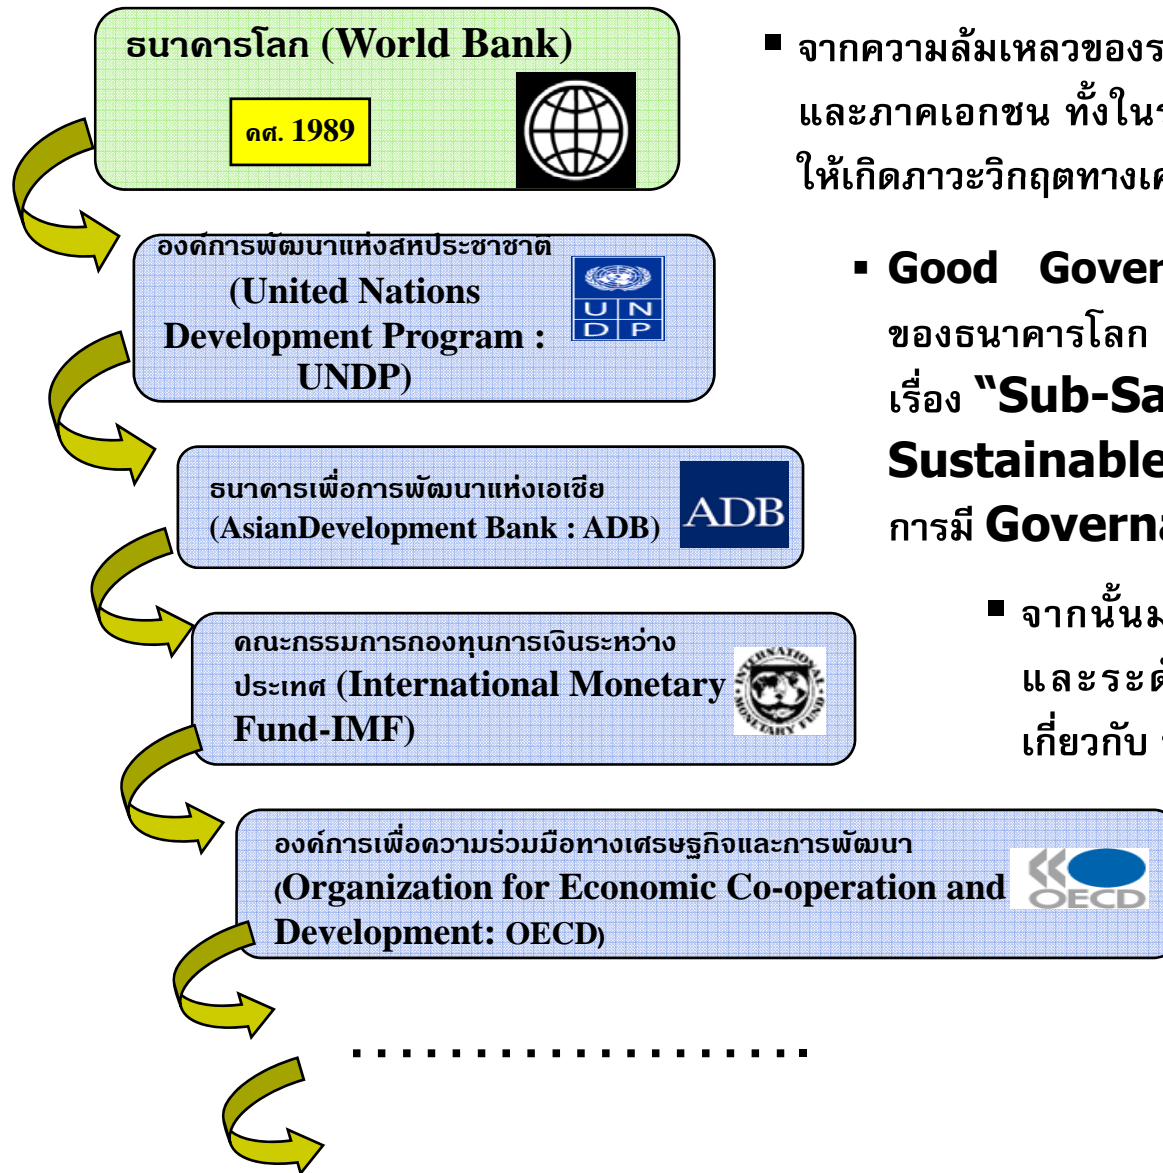 ธนาคารโลก (World Bank)
คศ. 1989
องค์การพัฒนาแห่งสหประชาชาติ
(United Nations
Development Program :
UNDP)
U N
D P
ธนาคารเพื่อการพัฒนาแห่งเอเชีย
(AsianDevelopment Bank : ADB)
ADB
คณะกรรมการกองทุนการเงินระหว่าง
ประเทศ (International Monetary
Fund-IMF)
INTERNATIONAL MONETARY FUND
องค์การเพื่อความร่วมมือทางเศรษฐกิจและการพัฒนา
(Organization for Economic Co-operation and
Development: OECD)
OECD
....................
▪ จากความล้มเหลวของร
และภาคเอกชน ทั้งใน
ให้เกิดภาวะวิกฤตทางเศ
▪ Good Gover
ของธนาคารโลก
เรื่อง “Sub-Sa
Sustainable
การมี Governa
▪ จากนั้นม
และระดั
เกี่ยวกับ